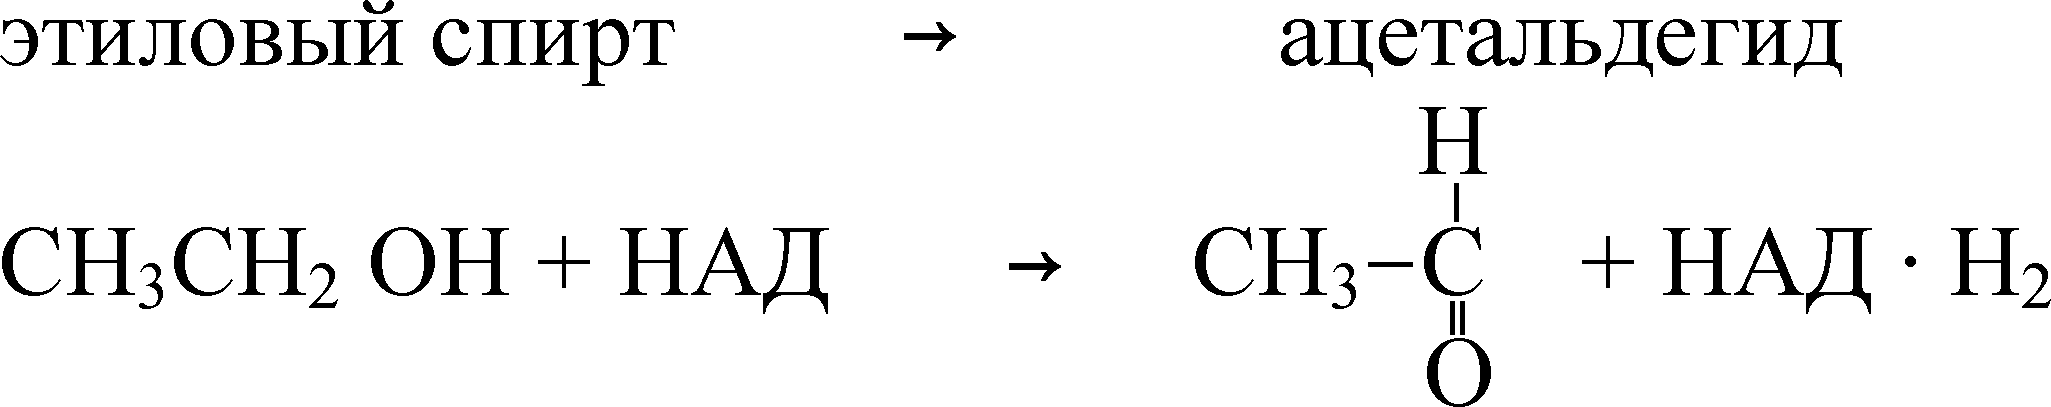 этиловый спирт → ацетальдегид
H
CH₃CH₂ OH + НАД → CH₃–C + НАД · H₂
O